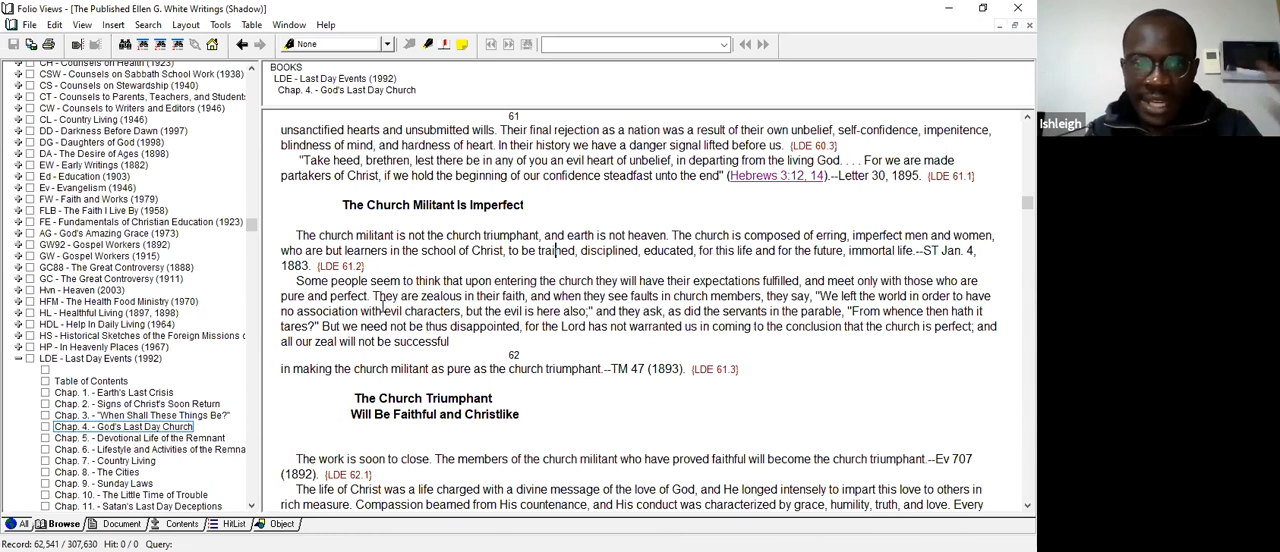 Folio Views - [The Published Ellen G. White Writings (Shadow)]
File Edit View Insert Search Layout Tools Table Window Help
None
CH - Counsels on Health (1923)
CSW - Counsels on Sabbath School Work (1938)
CS - Counsels on Stewardship (1940)
CT - Counsels to Parents, Teachers, and Students
CW - Counsels to Writers and Editors (1946)
CL - Country Living (1946)
DD - Darkness Before Dawn (1997)
DG - Daughters of God (1998)
DA - The Desire of Ages (1898)
EW - Early Writings (1882)
Ed - Education (1903)
Ev - Evangelism (1946)
FW - Faith and Works (1979)
FLB - The Faith I Live By (1958)
FE - Fundamentals of Christian Education (1923)
AG - God's Amazing Grace (1973)
GW92 - Gospel Workers (1892)
GW - Gospel Workers (1915)
GC88 - The Great Controversy (1888)
GC - The Great Controversy (1911)
Hvn - Heaven (2003)
HFM - The Health Food Ministry (1970)
HL - Healthful Living (1897, 1898)
HDL - Help In Daily Living (1964)
HS - Historical Sketches of the Foreign Missions o
HP - In Heavenly Places (1967)
LDE - Last Day Events (1992)
Table of Contents
Chap. 1. - Earth's Last Crisis
Chap. 2. - Signs of Christ's Soon Return
Chap. 3. - "When Shall These Things Be?"
Chap. 4. - God's Last Day Church
Chap. 5. - Devotional Life of the Remnant
Chap. 6. - Lifestyle and Activities of the Remna
Chap. 7. - Country Living
Chap. 8. - The Cities
Chap. 9. - Sunday Laws
Chap. 10. - The Little Time of Trouble
Chap. 11. - Satan's Last Day Deceptions
All Browse Document Contents HitList Object
Record: 62,541 / 307,630 Hit: 0 / 0 Query:
BOOKS
LDE - Last Day Events (1992)
Chap. 4. - God's Last Day Church
61
unsanctified hearts and unsubmitted wills. Their final rejection as a nation was a result of their own unbelief, self-confidence, impenitence,
blindness of mind, and hardness of heart. In their history we have a danger signal lifted before us. {LDE 60.3}
"Take heed, brethren, lest there be in any of you an evil heart of unbelief, in departing from the living God. . . . For we are made
partakers of Christ, if we hold the beginning of our confidence steadfast unto the end" (Hebrews 3:12, 14).--Letter 30, 1895. {LDE 61.1}
The Church Militant Is Imperfect
The church militant is not the church triumphant, and earth is not heaven. The church is composed of erring, imperfect men and women,
who are but learners in the school of Christ, to be trained, disciplined, educated, for this life and for the future, immortal life.--ST Jan. 4,
1883. {LDE 61.2}
Some people seem to think that upon entering the church they will have their expectations fulfilled, and meet only with those who are
pure and perfect. They are zealous in their faith, and when they see faults in church members, they say, "We left the world in order to have
no association with evil characters, but the evil is here also;" and they ask, as did the servants in the parable, "From whence then hath it
tares?" But we need not be thus disappointed, for the Lord has not warranted us in coming to the conclusion that the church is perfect; and
all our zeal will not be successful
62
in making the church militant as pure as the church triumphant.--TM 47 (1893). {LDE 61.3}
The Church Triumphant
Will Be Faithful and Christlike
The work is soon to close. The members of the church militant who have proved faithful will become the church triumphant.--Ev 707
(1892). {LDE 62.1}
The life of Christ was a life charged with a divine message of the love of God, and He longed intensely to impart this love to others in
rich measure. Compassion beamed from His countenance, and His conduct was characterized by grace, humility, truth, and love. Every
Ishleigh